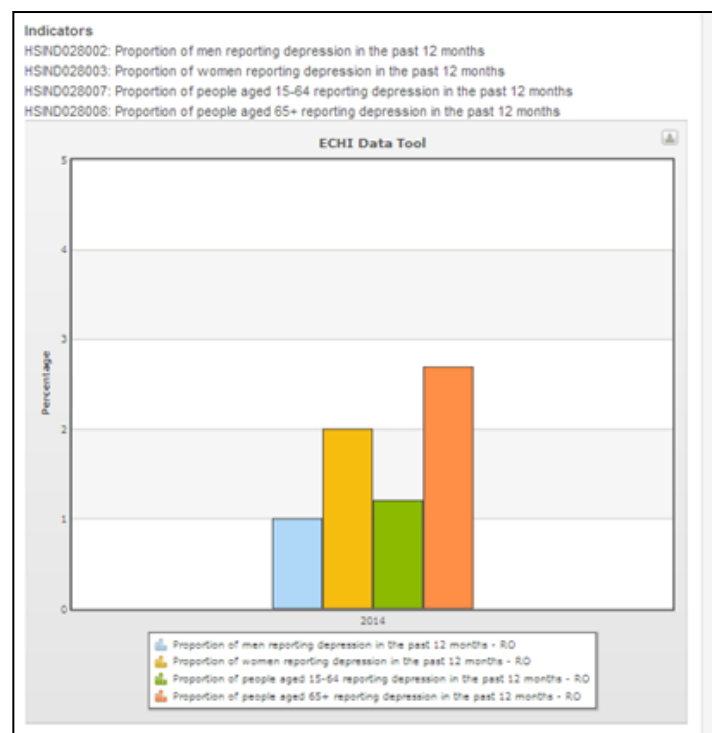 Indicators
HSIND028002: Proportion of men reporting depression in the past 12 months
HSIND028003: Proportion of women reporting depression in the past 12 months
HSIND028007: Proportion of people aged 15-64 reporting depression in the past 12 months
HSIND028008: Proportion of people aged 65+ reporting depression in the past 12 months
ECHI Data Tool
5
4
3
2
1
0
Percentage
2014
Proportion of men reporting depression in the past 12 months - RO
Proportion of women reporting depression in the past 12 months - RO
Proportion of people aged 15-64 reporting depression in the past 12 months - RO
Proportion of people aged 65+ reporting depression in the past 12 months - RO